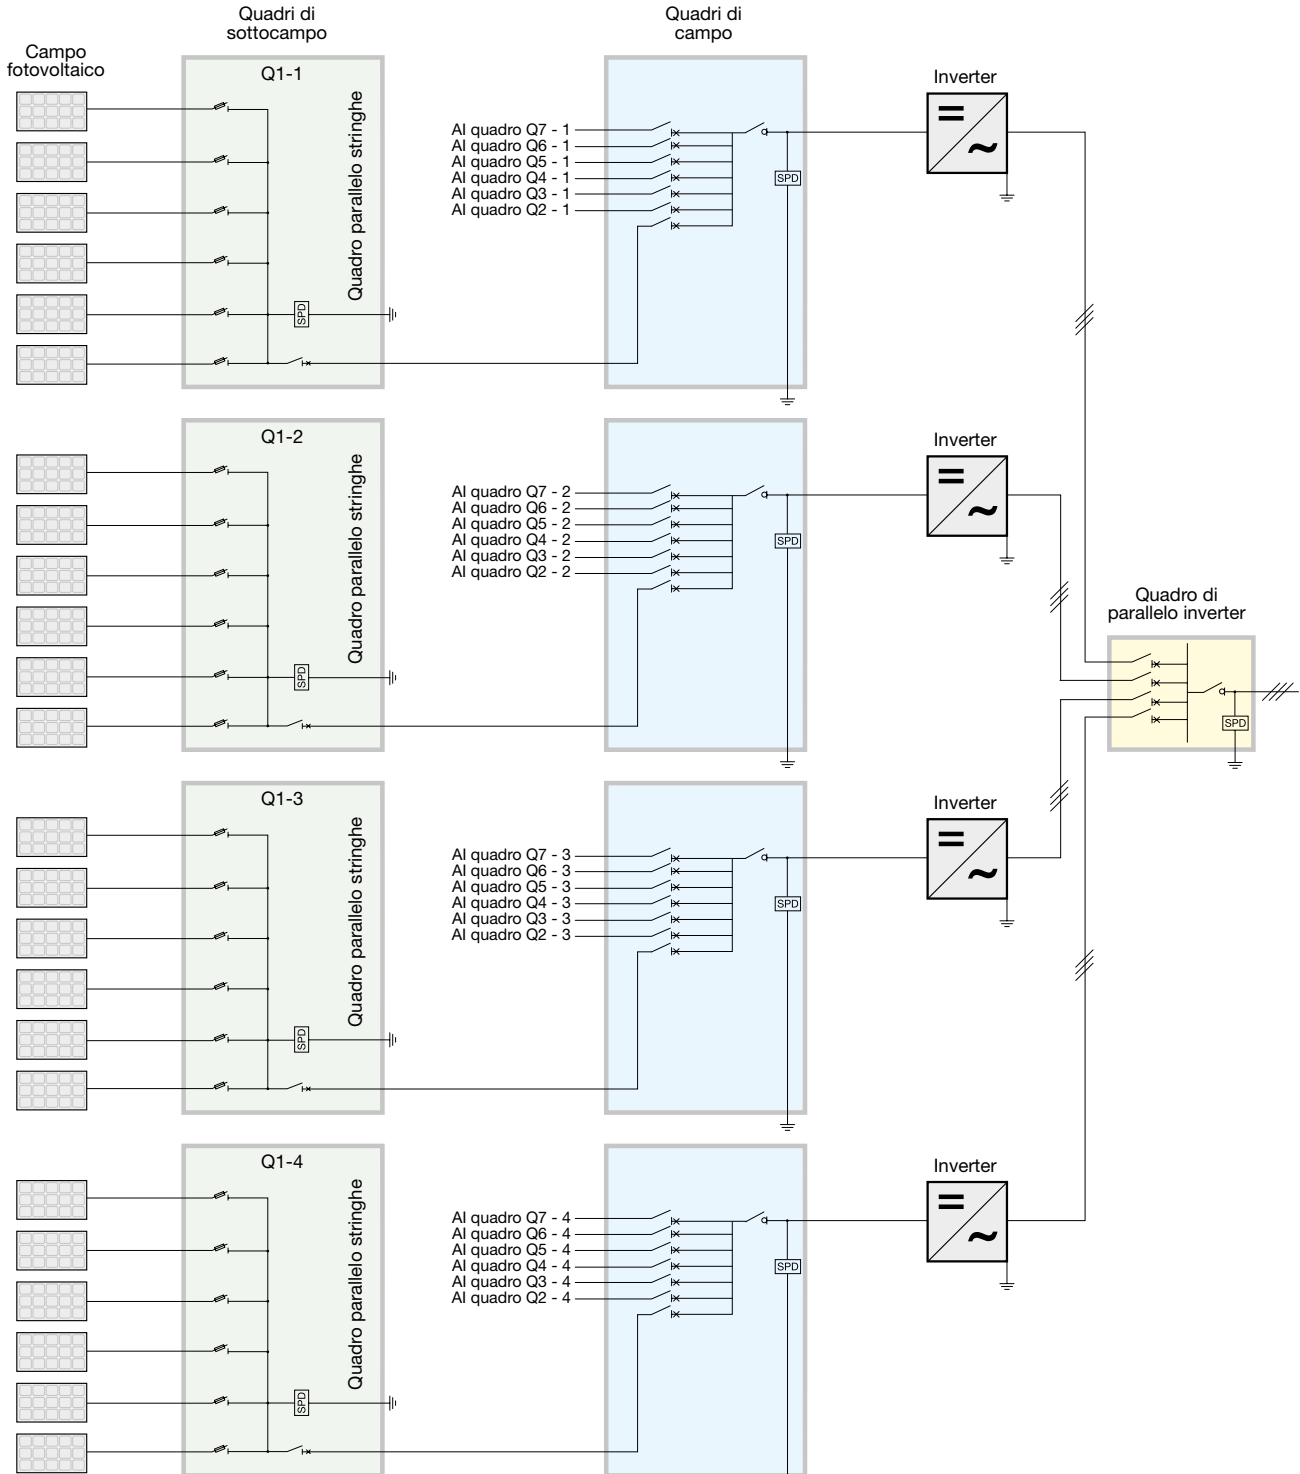 Quadri di
sottocampo
Quadri di
campo
Campo
fotovoltaico
Q1-1
Quadro parallelo stringhe
SPD
Al quadro Q7 - 1
Al quadro Q6 - 1
Al quadro Q5 - 1
Al quadro Q4 - 1
Al quadro Q3 - 1
Al quadro Q2 - 1
SPD
Inverter
Q1-2
Quadro parallelo stringhe
SPD
Al quadro Q7 - 2
Al quadro Q6 - 2
Al quadro Q5 - 2
Al quadro Q4 - 2
Al quadro Q3 - 2
Al quadro Q2 - 2
SPD
Inverter
Quadro di
parallelo inverter
SPD
Q1-3
Quadro parallelo stringhe
SPD
Al quadro Q7 - 3
Al quadro Q6 - 3
Al quadro Q5 - 3
Al quadro Q4 - 3
Al quadro Q3 - 3
Al quadro Q2 - 3
SPD
Inverter
Q1-4
Quadro parallelo stringhe
SPD
Al quadro Q7 - 4
Al quadro Q6 - 4
Al quadro Q5 - 4
Al quadro Q4 - 4
Al quadro Q3 - 4
Al quadro Q2 - 4
SPD
Inverter